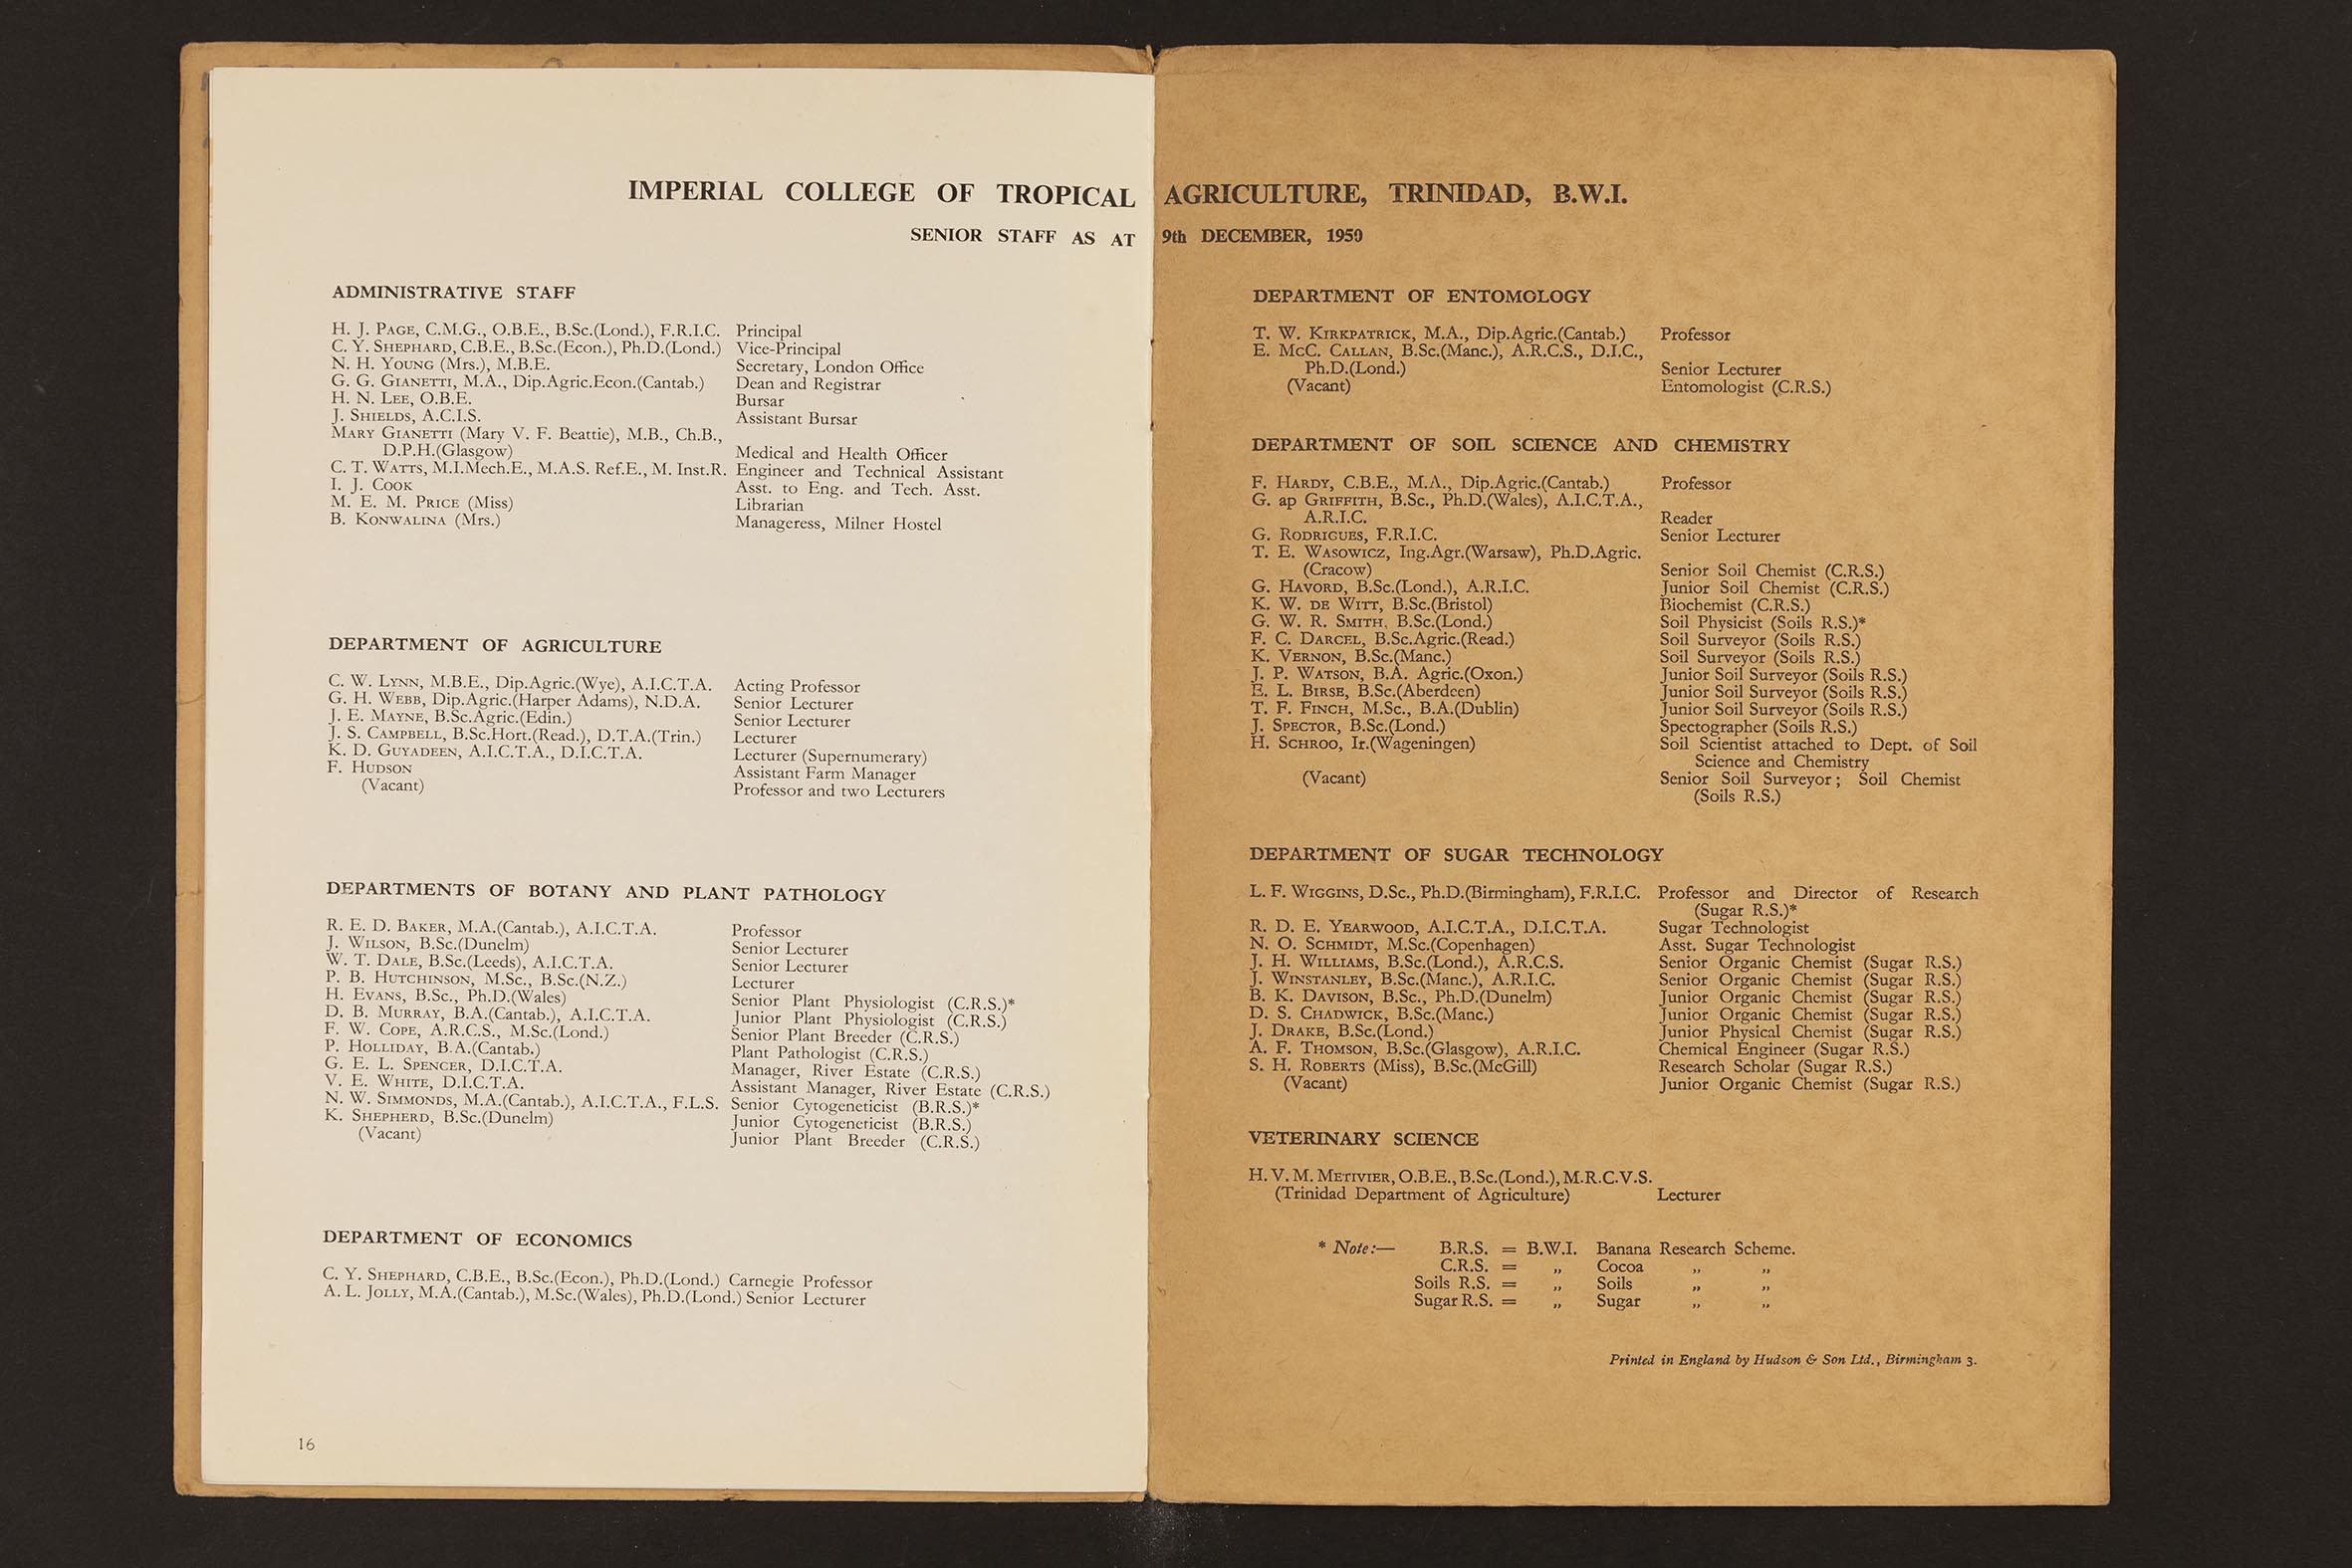 IMPERIAL COLLEGE OF TROPICAL AGRICULTURE, TRINIDAD, B.W.I.
SENIOR STAFF AS AT 9th DECEMBER, 1950
ADMINISTRATIVE STAFF
H. J. PAGE, C.M.G., O.B.E., B.Sc.(Lond.), F.R.I.C. Principal
C. Y. SHEPHARD, C.B.E., B.Sc.(Econ.), Ph.D.(Lond.) Vice-Principal
N. H. YOUNG (Mrs.), M.B.E. Secretary, London Office
G. G. GIANETTI, M.A., Dip.Agric.Econ.(Cantab.) Dean and Registrar
H. N. LEE, O.B.E. Bursar
J. SHIELDS, A.C.I.S. Assistant Bursar
MARY GIANETTI (Mary V. F. Beattie), M.B., Ch.B.,
D.P.H.(Glasgow) Medical and Health Officer
C. T. WATTS, M.I.Mech.E., M.A.S. Ref.E., M. Inst.R. Engineer and Technical Assistant
I. J. COOK Asst. to Eng. and Tech. Asst.
M. E. M. PRICE (Miss) Librarian
B. KONWALINA (Mrs.) Manageress, Milner Hostel
DEPARTMENT OF AGRICULTURE
C. W. LYNN, M.B.E., Dip.Agric.(Wye), A.I.C.T.A. Acting Professor
G. H. WEBB, Dip.Agric.(Harper Adams), N.D.A. Senior Lecturer
J. E. MAYNE, B.Sc.Agric.(Edin.) Senior Lecturer
J. S. CAMPBELL, B.Sc.Hort.(Read.), D.T.A.(Trin.) Lecturer
K. D. GUYADEEN, A.I.C.T.A., D.I.C.T.A. Lecturer (Supernumerary)
F. HUDSON Assistant Farm Manager
(Vacant) Professor and two Lecturers
DEPARTMENTS OF BOTANY AND PLANT PATHOLOGY
R. E. D. BAKER, M.A.(Cantab.), A.I.C.T.A. Professor
J. WILSON, B.Sc.(Dunelm) Senior Lecturer
W. T. DALE, B.Sc.(Leeds), A.I.C.T.A. Senior Lecturer
P. B. HUTCHINSON, M.Sc., B.Sc.(N.Z.) Lecturer
H. EVANS, B.Sc., Ph.D.(Wales) Senior Plant Physiologist (C.R.S.)*
D. B. MURRAY, B.A.(Cantab.), A.I.C.T.A. Junior Plant Physiologist (C.R.S.)
F. W. COPE, A.R.C.S., M.Sc.(Lond.) Senior Plant Breeder (C.R.S.)
P. HOLLIDAY, B.A.(Cantab.) Plant Pathologist (C.R.S.)
G. E. L. SPENCER, D.I.C.T.A. Manager, River Estate (C.R.S.)
V. E. WHITE, D.I.C.T.A. Assistant Manager, River Estate (C.R.S.)
N. W. SIMMONDS, M.A.(Cantab.), A.I.C.T.A., F.L.S. Senior Cytogeneticist (B.R.S.)*
K. SHEPHERD, B.Sc.(Dunelm) Junior Cytogeneticist (B.R.S.)
(Vacant) Junior Plant Breeder (C.R.S.)
DEPARTMENT OF ECONOMICS
C. Y. SHEPHARD, C.B.E., B.Sc.(Econ.), Ph.D.(Lond.) Carnegie Professor
A. L. JOLLY, M.A.(Cantab.), M.Sc.(Wales), Ph.D.(Lond.) Senior Lecturer
16
DEPARTMENT OF ENTOMOLOGY
T. W. KIRKPATRICK, M.A., Dip.Agric.(Cantab.) Professor
E. MCC. CALLAN, B.Sc.(Manc.), A.R.C.S., D.I.C.,
Ph.D.(Lond.) Senior Lecturer
(Vacant) Entomologist (C.R.S.)
DEPARTMENT OF SOIL SCIENCE AND CHEMISTRY
F. HARDY, C.B.E., M.A., Dip.Agric.(Cantab.) Professor
G. ap GRIFFITH, B.Sc., Ph.D.(Wales), A.I.C.T.A.,
A.R.I.C. Reader
G. RODRIGUES, F.R.I.C. Senior Lecturer
T. E. WASOWICZ, Ing.Agr.(Warsaw), Ph.D.Agric.
(Cracow) Senior Soil Chemist (C.R.S.)
G. HAVORD, B.Sc.(Lond.), A.R.I.C. Junior Soil Chemist (C.R.S.)
K. W. DE WITT, B.Sc.(Bristol) Biochemist (C.R.S.)
G. W. R. SMITH, B.Sc.(Lond.) Soil Physicist (Soils R.S.)*
F. C. DARCEL, B.Sc.Agric.(Read.) Soil Surveyor (Soils R.S.)
K. VERNON, B.Sc.(Manc.) Soil Surveyor (Soils R.S.)
J. P. WATSON, B.A. Agric.(Oxon.) Junior Soil Surveyor (Soils R.S.)
E. L. BIRSE, B.Sc.(Aberdeen) Junior Soil Surveyor (Soils R.S.)
T. F. FINCH, M.Sc., B.A.(Dublin) Junior Soil Surveyor (Soils R.S.)
J. SPECTOR, B.Sc.(Lond.) Spectographer (Soils R.S.)
H. SCHROO, Ir.(Wageningen) Soil Scientist attached to Dept. of Soil
Science and Chemistry
(Vacant) Senior Soil Surveyor; Soil Chemist
(Soils R.S.)
DEPARTMENT OF SUGAR TECHNOLOGY
L. F. WIGGINS, D.Sc., Ph.D.(Birmingham), F.R.I.C. Professor and Director of Research
(Sugar R.S.)*
R. D. E. YEARWOOD, A.I.C.T.A., D.I.C.T.A. Sugar Technologist
N. O. SCHMIDT, M.Sc.(Copenhagen) Asst. Sugar Technologist
J. H. WILLIAMS, B.Sc.(Lond.), A.R.C.S. Senior Organic Chemist (Sugar R.S.)
J. WINSTANLEY, B.Sc.(Manc.), A.R.I.C. Senior Organic Chemist (Sugar R.S.)
B. K. DAVISON, B.Sc., Ph.D.(Dunelm) Junior Organic Chemist (Sugar R.S.)
D. S. CHADWICK, B.Sc.(Manc.) Junior Organic Chemist (Sugar R.S.)
J. DRAKE, B.Sc.(Lond.) Junior Physical Chemist (Sugar R.S.)
A. F. THOMSON, B.Sc.(Glasgow), A.R.I.C. Chemical Engineer (Sugar R.S.)
S. H. ROBERTS (Miss), B.Sc.(McGill) Research Scholar (Sugar R.S.)
(Vacant) Junior Organic Chemist (Sugar R.S.)
VETERINARY SCIENCE
H. V. M. METIVIER, O.B.E., B.Sc.(Lond.), M.R.C.V.S.
(Trinidad Department of Agriculture) Lecturer
* Note:— B.R.S. = B.W.I. Banana Research Scheme.
C.R.S. = „ Cocoa „ „
Soils R.S. = „ Soils „ „
Sugar R.S. = „ Sugar „ „
Printed in England by Hudson & Son Ltd., Birmingham 3.